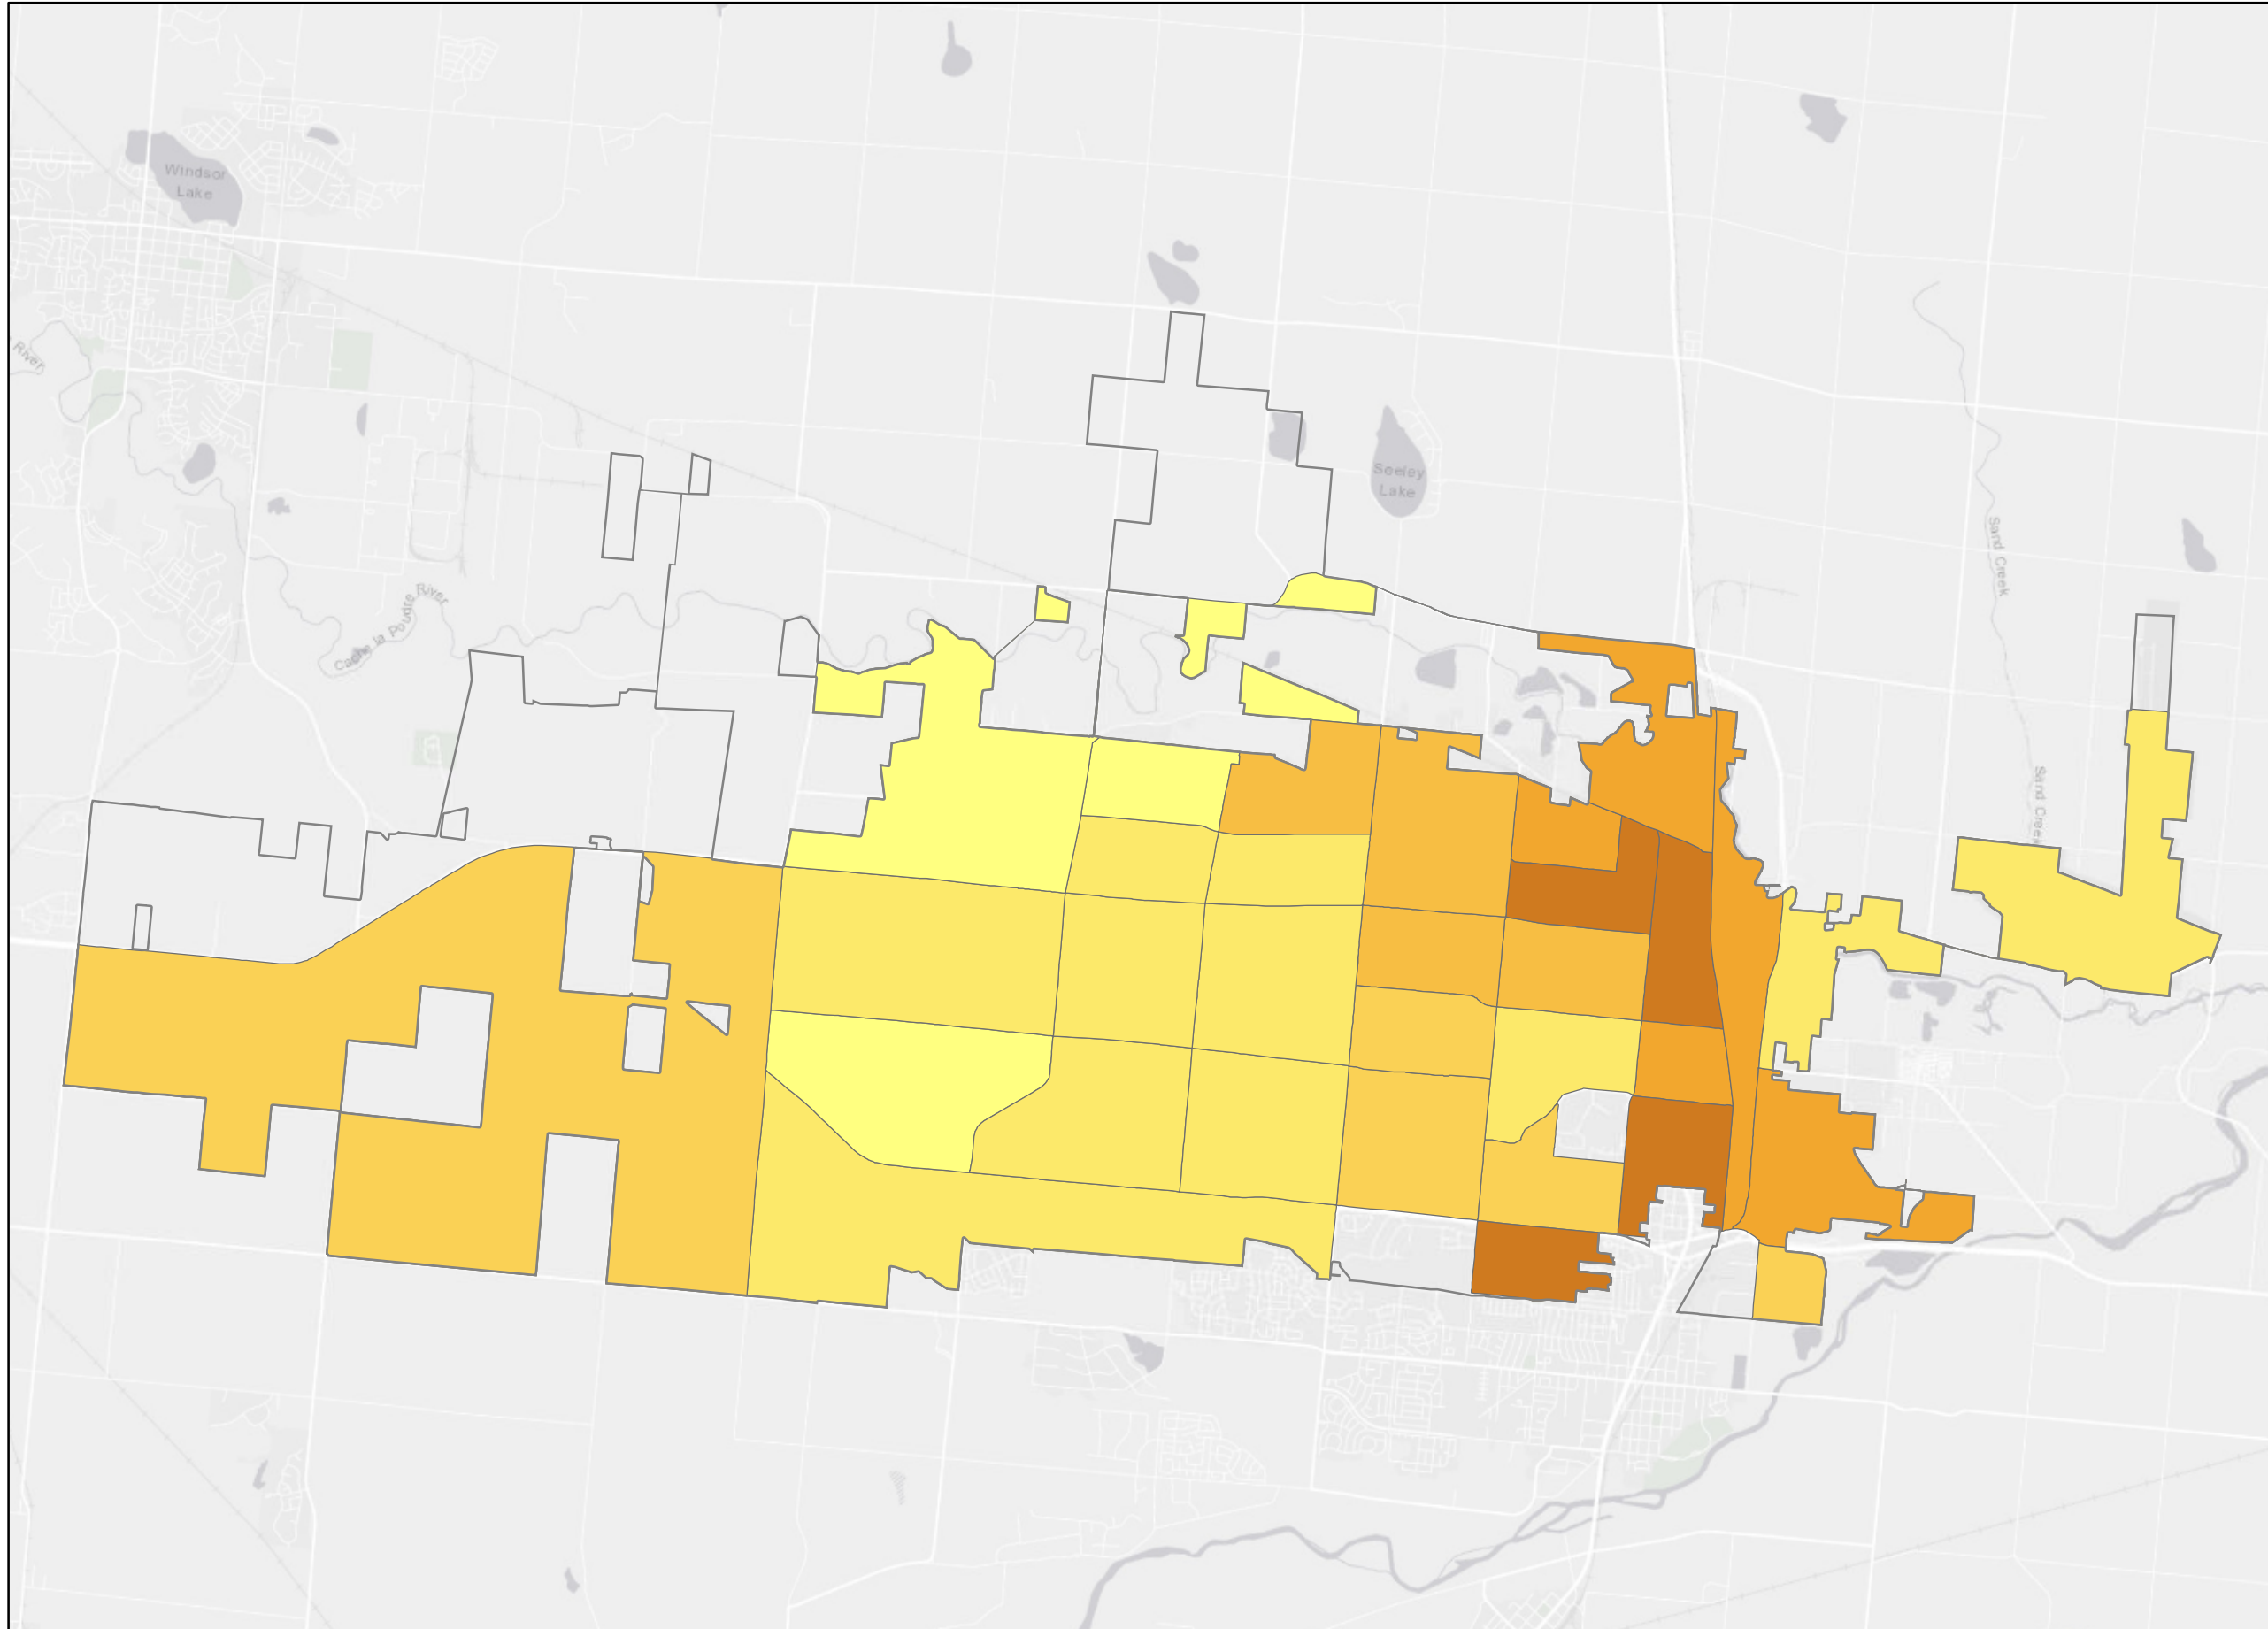 Windsor
Lake
River
Seeley
Lake
Sand Creek
Cache la Poudre River
Sand Creek